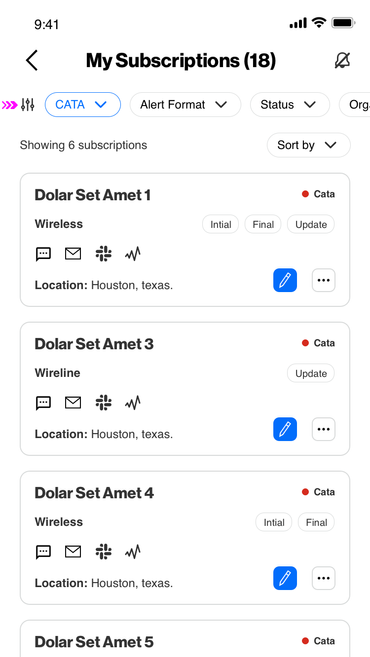 9:41
My Subscriptions (18)
CATA
Alert Format
Status
Org
Showing 6 subscriptions
Sort by
Dolar Set Amet 1
Cata
Wireless
Intial
Final
Update
Location: Houston, texas.
Dolar Set Amet 3
Cata
Wireline
Update
Location: Houston, texas.
Dolar Set Amet 4
Cata
Wireless
Intial
Final
Location: Houston, texas.
Dolar Set Amet 5
Cata